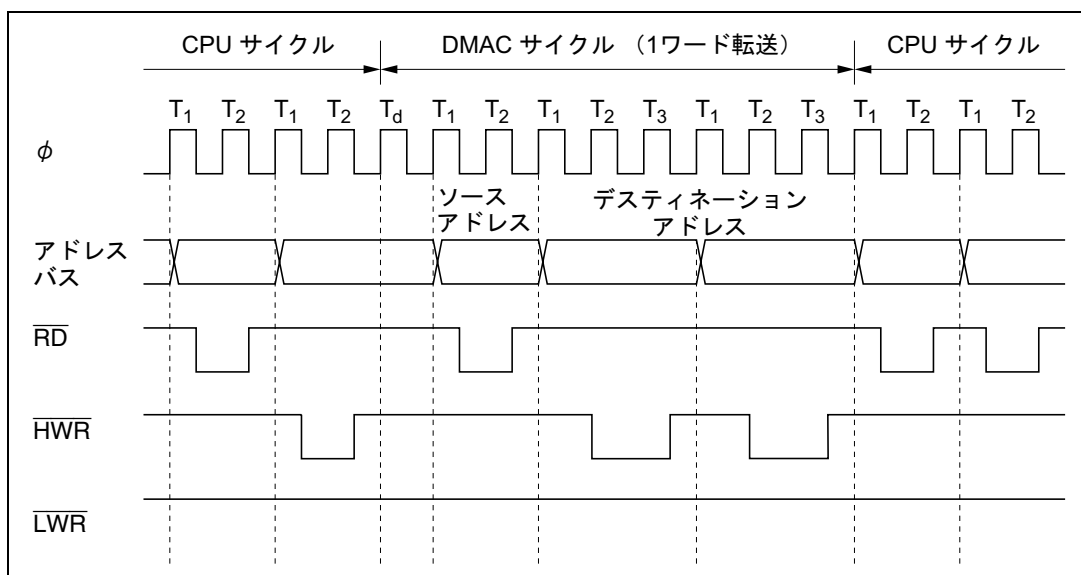 CPU サイクル DMAC サイクル （1ワード転送） CPU サイクル
T1 T2 T1 T2 Td T1 T2 T1 T2 T3 T1 T2 T3 T1 T2 T1 T2
φ
ソース
アドレス
デスティネーション
アドレス
アドレス
バス
RD
HWR
LWR